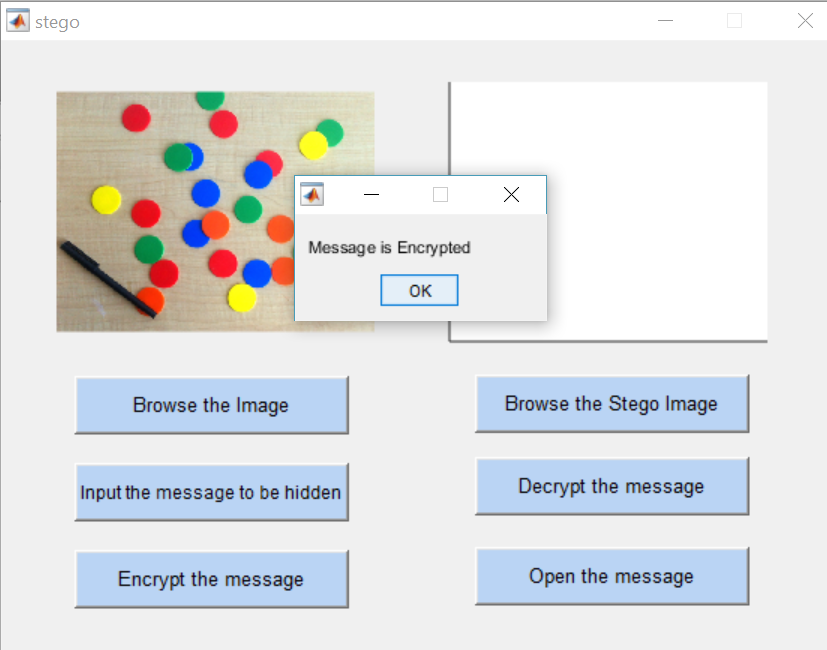 stego
Message is Encrypted
OK
Browse the Image
Browse the Stego Image
Input the message to be hidden
Decrypt the message
Encrypt the message
Open the message